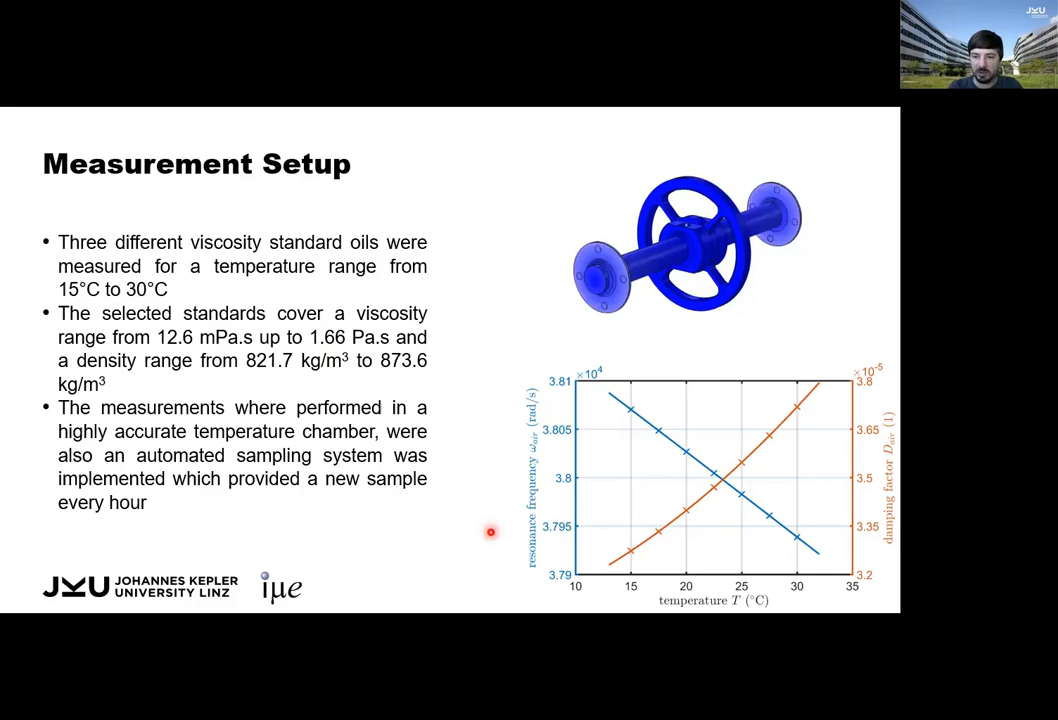 JKU
Measurement Setup
• Three different viscosity standard oils were
measured for a temperature range from
15°C to 30°C
• The selected standards cover a viscosity
range from 12.6 mPa.s up to 1.66 Pa.s and
a density range from 821.7 kg/m³ to 873.6
kg/m³
• The measurements where performed in a
highly accurate temperature chamber, were
also an automated sampling system was
implemented which provided a new sample
every hour
JKU JOHANNES KEPLER
UNIVERSITY LINZ
iμe
×10⁴
×10⁻⁵
3.81
3.805
3.8
3.795
3.79
resonance frequency ω_air (rad/s)
3.8
3.65
3.5
3.35
3.2
damping factor D_air (1)
10 15 20 25 30 35
temperature T (°C)